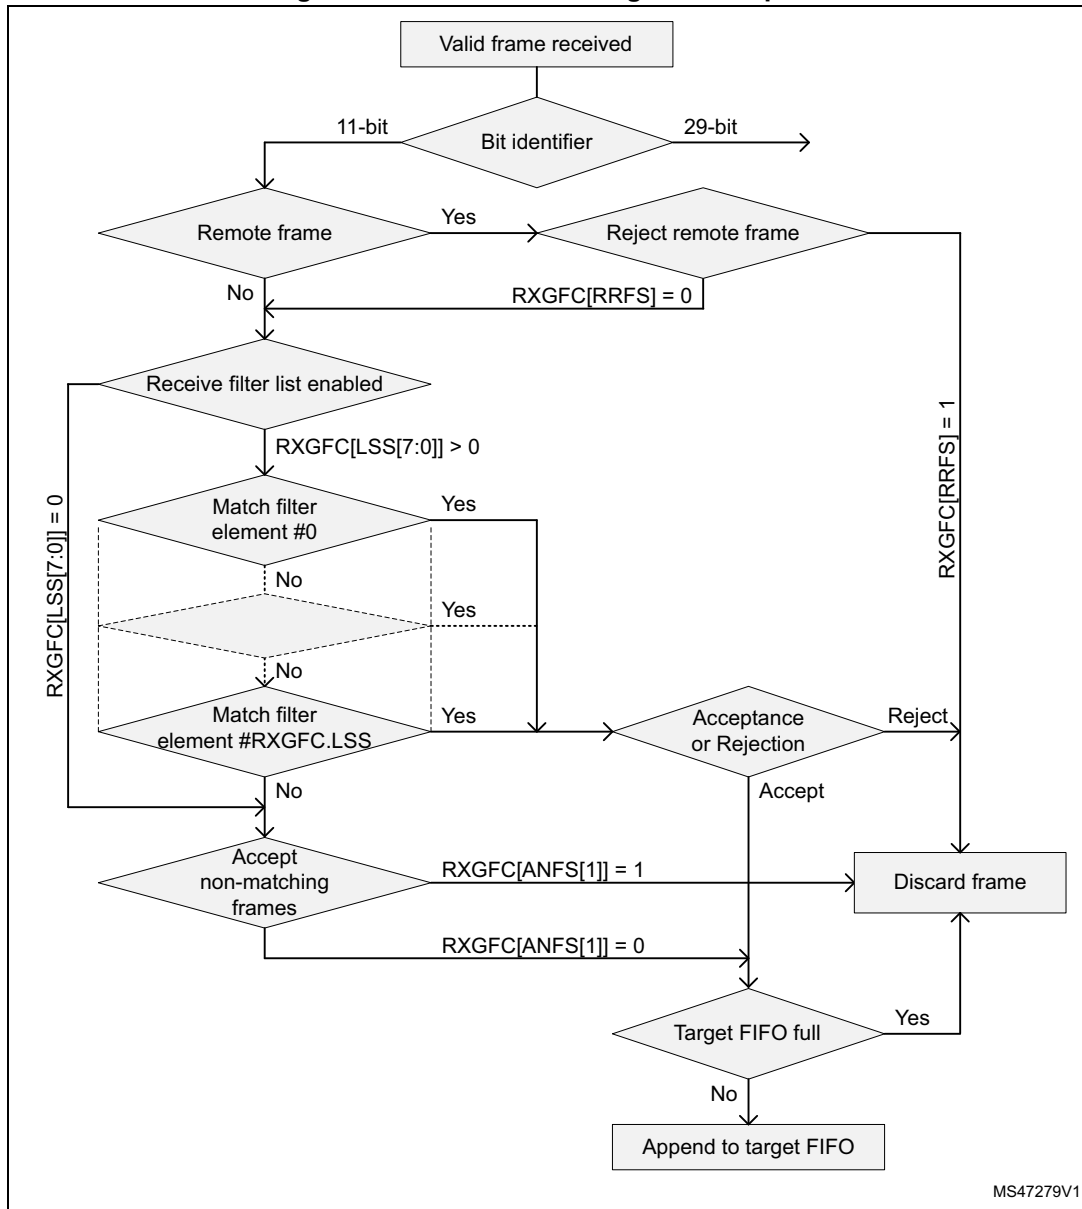 Valid frame received
11-bit
Bit identifier
29-bit
Remote frame
Yes
Reject remote frame
No
RXGFC[RRFS] = 0
Receive filter list enabled
RXGFC[LSS[7:0]] > 0
RXGFC[RRFS] = 1
RXGFC[LSS[7:0]] = 0
Match filter
element #0
Yes
No
Yes
No
Match filter
element #RXGFC.LSS
Yes
Acceptance
or Rejection
Reject
No
Accept
Accept
non-matching
frames
RXGFC[ANFS[1]] = 1
Discard frame
RXGFC[ANFS[1]] = 0
Target FIFO full
Yes
No
Append to target FIFO
MS47279V1